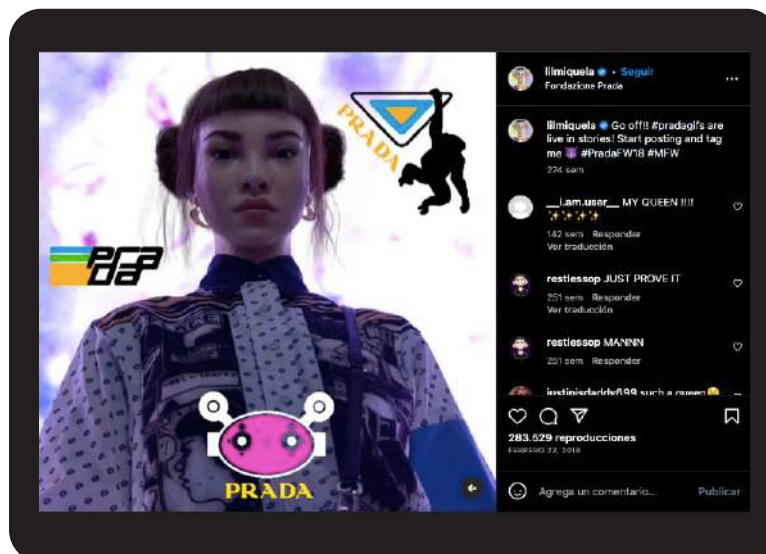 PRADA
prada
PRADA
lilmiquela • Seguir
Fondazione Prada
lilmiquela Go off!! #pradagifs are
live in stories! Start posting and tag
me 😈 #PradaFW18 #MFW
274 sem
__i.am.user__ MY QUEEN !!!!
✨✨✨✨
142 sem Responder
Ver traducción
restlessop JUST PROVE IT
251 sem Responder
Ver traducción
restlessop MANNN
251 sem Responder
justinisdaddy699 such a queen
283.529 reproducciones
FEBRERO 22, 2018
Agrega un comentario... Publicar